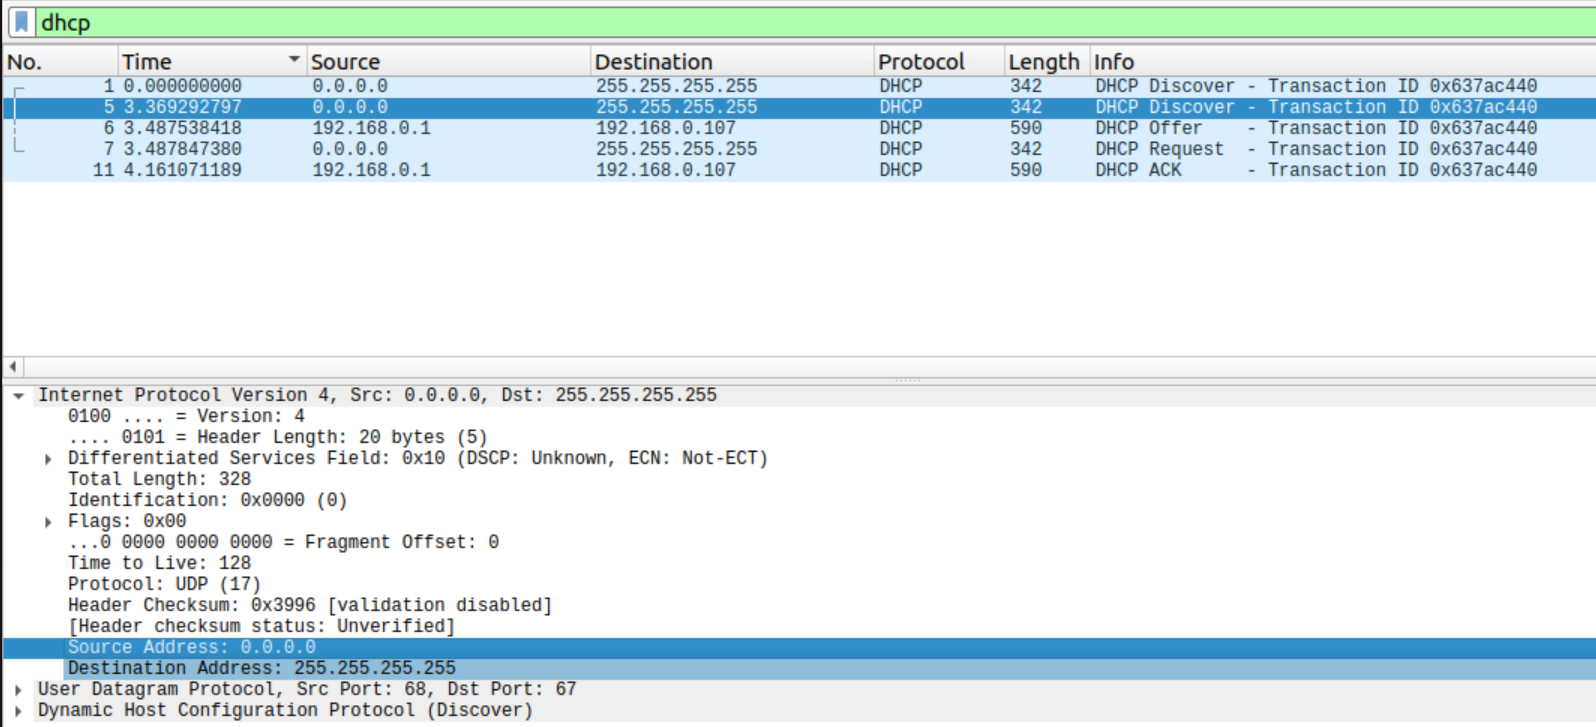 dhcp
No. Time Source Destination Protocol Length Info
1 0.000000000 0.0.0.0 255.255.255.255 DHCP 342 DHCP Discover - Transaction ID 0x637ac440
5 3.369292797 0.0.0.0 255.255.255.255 DHCP 342 DHCP Discover - Transaction ID 0x637ac440
6 3.487538418 192.168.0.1 192.168.0.107 DHCP 590 DHCP Offer - Transaction ID 0x637ac440
7 3.487847380 0.0.0.0 255.255.255.255 DHCP 342 DHCP Request - Transaction ID 0x637ac440
11 4.161071189 192.168.0.1 192.168.0.107 DHCP 590 DHCP ACK - Transaction ID 0x637ac440
Internet Protocol Version 4, Src: 0.0.0.0, Dst: 255.255.255.255
0100 .... = Version: 4
.... 0101 = Header Length: 20 bytes (5)
Differentiated Services Field: 0x10 (DSCP: Unknown, ECN: Not-ECT)
Total Length: 328
Identification: 0x0000 (0)
Flags: 0x00
...0 0000 0000 0000 = Fragment Offset: 0
Time to Live: 128
Protocol: UDP (17)
Header Checksum: 0x3996 [validation disabled]
[Header checksum status: Unverified]
Source Address: 0.0.0.0
Destination Address: 255.255.255.255
User Datagram Protocol, Src Port: 68, Dst Port: 67
Dynamic Host Configuration Protocol (Discover)